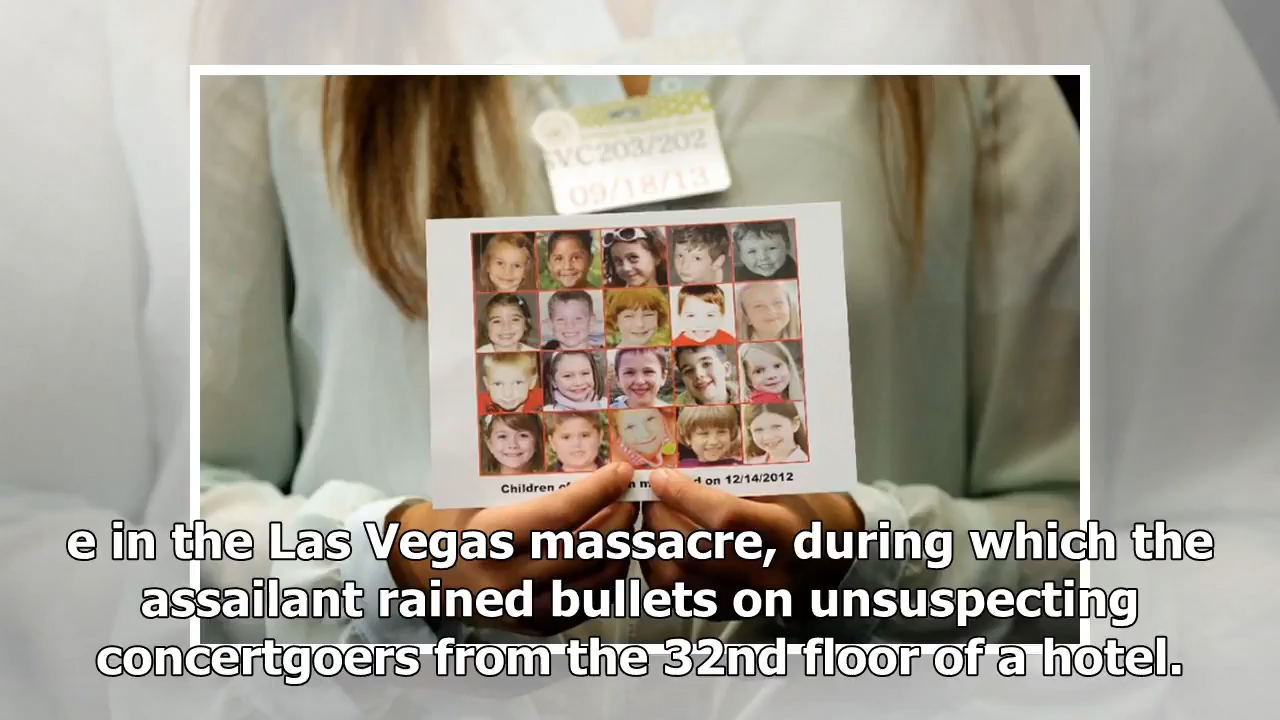 SVC203/202
09/18/13
Children of on 12/14/2012
e in the Las Vegas massacre, during which the
assailant rained bullets on unsuspecting
concertgoers from the 32nd floor of a hotel.